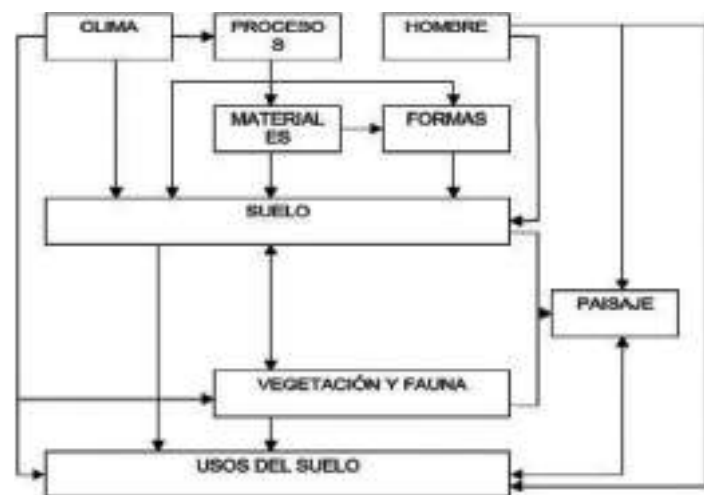 CLIMA
PROCESO
S
HOMBRE
MATERIAL
ES
FORMAS
SUELO
PAISAJE
VEGETACIÓN Y FAUNA
USOS DEL SUELO